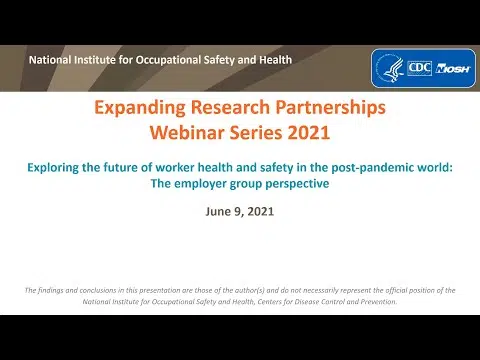 National Institute for Occupational Safety and Health
CDC
NIOSH
Expanding Research Partnerships
Webinar Series 2021
Exploring the future of worker health and safety in the post-pandemic world:
The employer group perspective
June 9, 2021
The findings and conclusions in this presentation are those of the author(s) and do not necessarily represent the official position of the
National Institute for Occupational Safety and Health, Centers for Disease Control and Prevention.